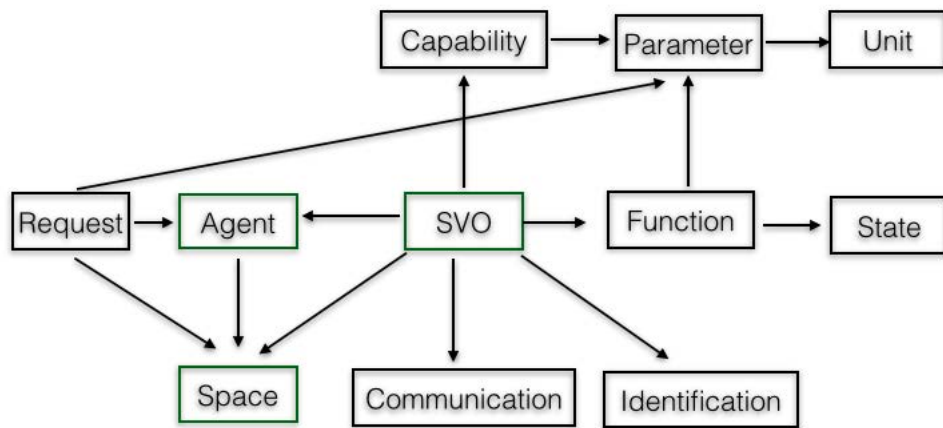 Capability
Parameter
Unit
Request
Agent
SVO
Function
State
Space
Communication
Identification